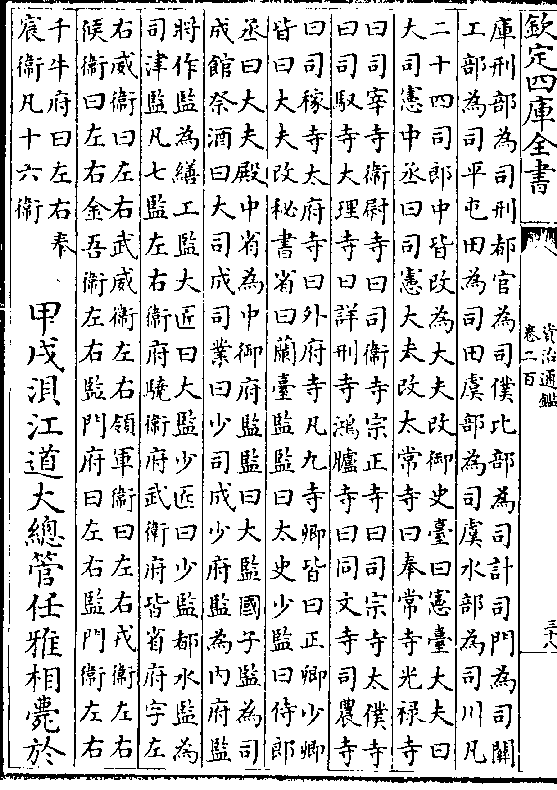 欽定四庫全書
資治通鑑
卷二百
三十八
庫刑部為司刑都官為司僕比部為司計司門為司關
工部為司平屯田為司田虞部為司虞水部為司川凡
二十四司郎中皆改為大夫改御史臺曰憲臺大夫曰
大司憲中丞曰司憲大夫改太常寺曰奉常寺光禄寺
曰司宰寺衛尉寺曰司衛寺宗正寺曰司宗寺太僕寺
曰司馭寺大理寺曰詳刑寺鴻臚寺曰同文寺司農寺
曰司稼寺太府寺曰外府寺凡九寺卿皆曰正卿少卿
皆曰大夫改秘書省曰蘭臺監監曰太史少監曰侍郎
丞曰大夫殿中省為中御府監監曰大監國子監為司
成館祭酒曰大司成司業曰少司成少府監為内府監
將作監為繕工監大匠曰大監少匠曰少監都水監為
司津監凡七監左右衛府驍衛府武衛府皆省府字左
右威衛曰左右武威衛左右領軍衛曰左右戎衛左右
候衛曰左右金吾衛左右監門府曰左右監門衛左右
千牛府曰左右奉
宸衛凡十六衛
甲戌浿江道大總管任雅相薨於